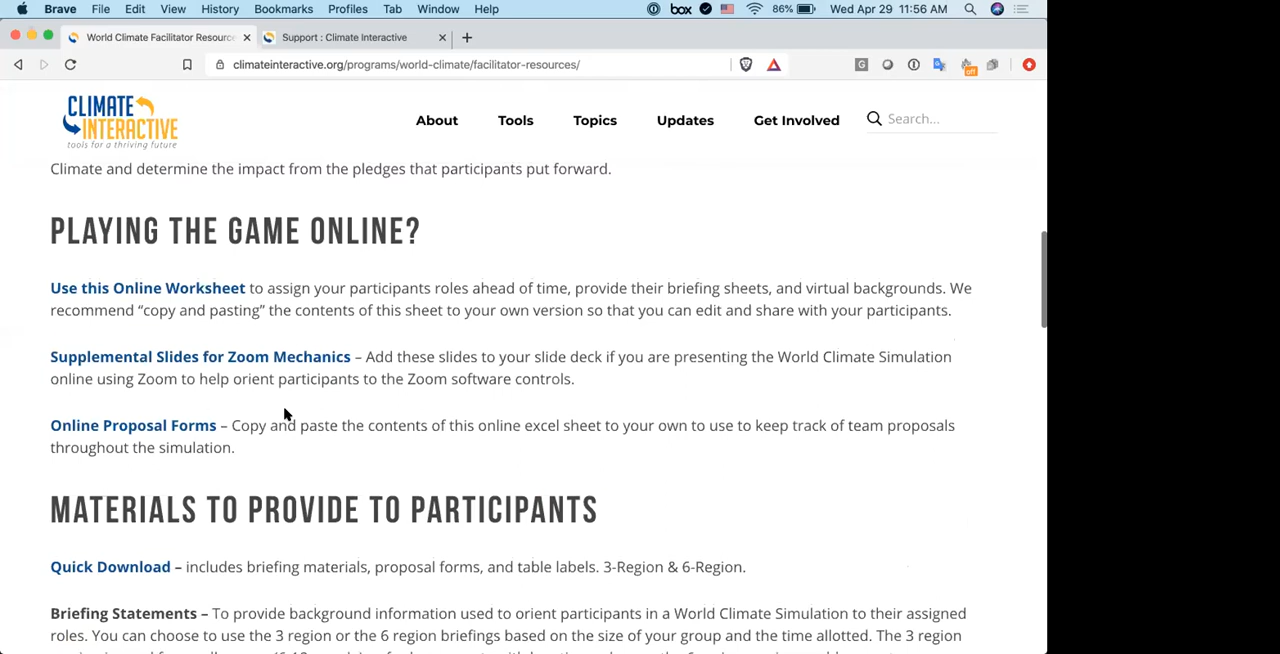 Brave File Edit View History Bookmarks Profiles Tab Window Help box 86% Wed Apr 29 11:56 AM
World Climate Facilitator Resource Support : Climate Interactive
climateinteractive.org/programs/world-climate/facilitator-resources/
G off
CLIMATE
INTERACTIVE
tools for a thriving future
About Tools Topics Updates Get Involved Search...
Climate and determine the impact from the pledges that participants put forward.
PLAYING THE GAME ONLINE?
Use this Online Worksheet to assign your participants roles ahead of time, provide their briefing sheets, and virtual backgrounds. We
recommend “copy and pasting” the contents of this sheet to your own version so that you can edit and share with your participants.
Supplemental Slides for Zoom Mechanics – Add these slides to your slide deck if you are presenting the World Climate Simulation
online using Zoom to help orient participants to the Zoom software controls.
Online Proposal Forms – Copy and paste the contents of this online excel sheet to your own to use to keep track of team proposals
throughout the simulation.
MATERIALS TO PROVIDE TO PARTICIPANTS
Quick Download – includes briefing materials, proposal forms, and table labels. 3-Region & 6-Region.
Briefing Statements – To provide background information used to orient participants in a World Climate Simulation to their assigned
roles. You can choose to use the 3 region or the 6 region briefings based on the size of your group and the time allotted. The 3 region